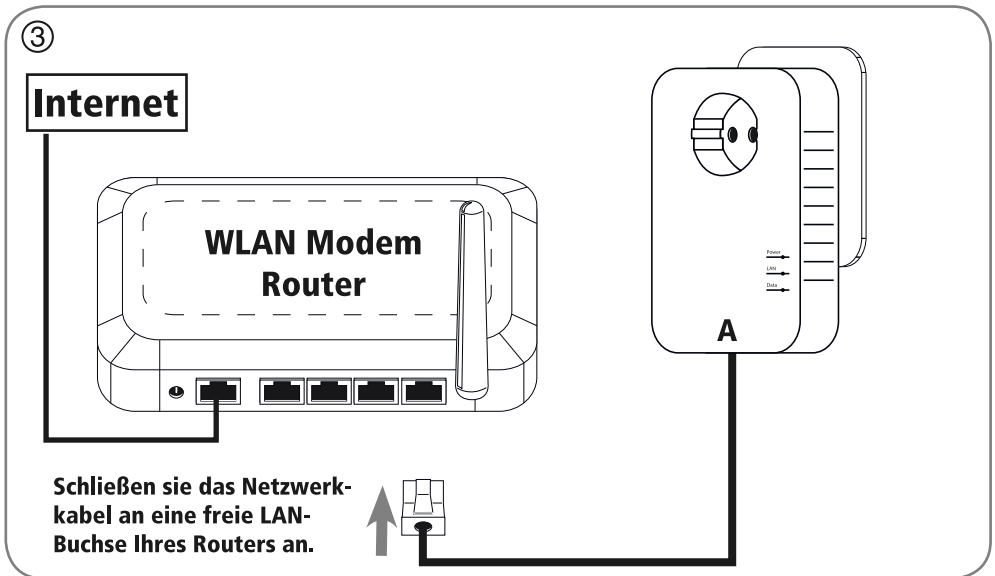 ③
Internet
WLAN Modem
Router
Power
LAN
Data
A
Schließen sie das Netzwerk-
kabel an eine freie LAN-
Buchse Ihres Routers an.